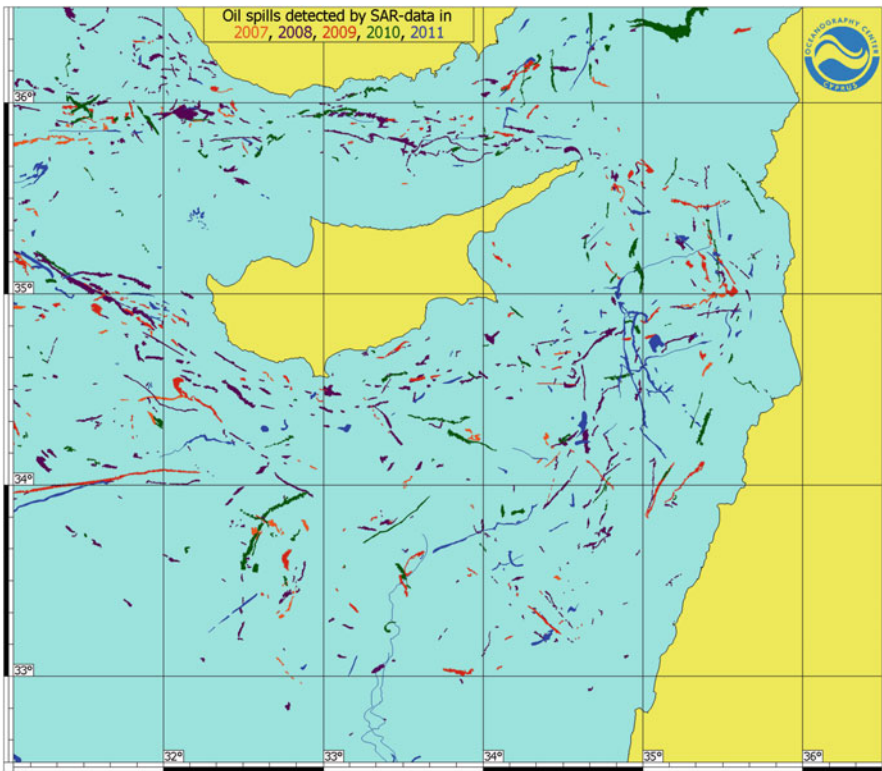 Oil spills detected by SAR-data in
2007, 2008, 2009, 2010, 2011
OCEANOGRAPHY CENTER
CYPRUS
36°
35°
34°
33°
32° 33° 34° 35° 36°